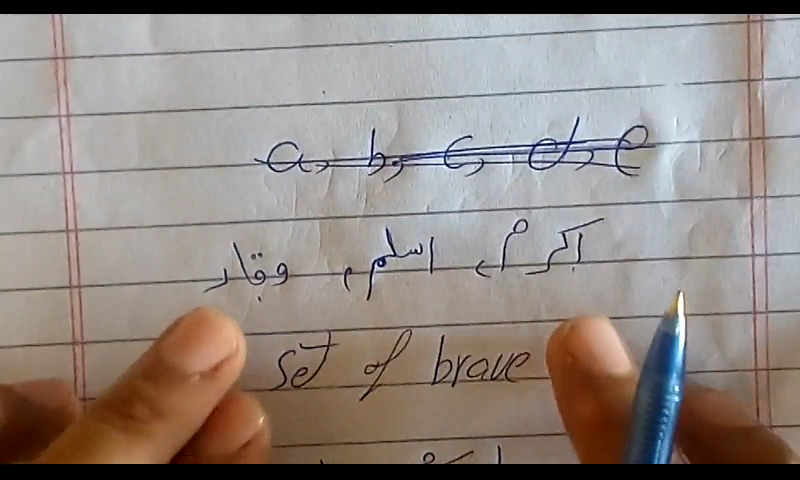 a, b, c, d, e
اکرم، اسلم، وقار
set of brave